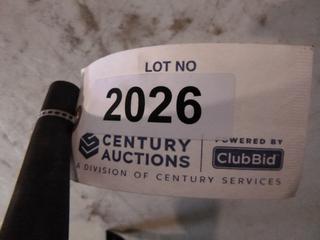 LOT NO
2026
CENTURY
AUCTIONS
POWERED BY
ClubBid
A DIVISION OF CENTURY SERVICES